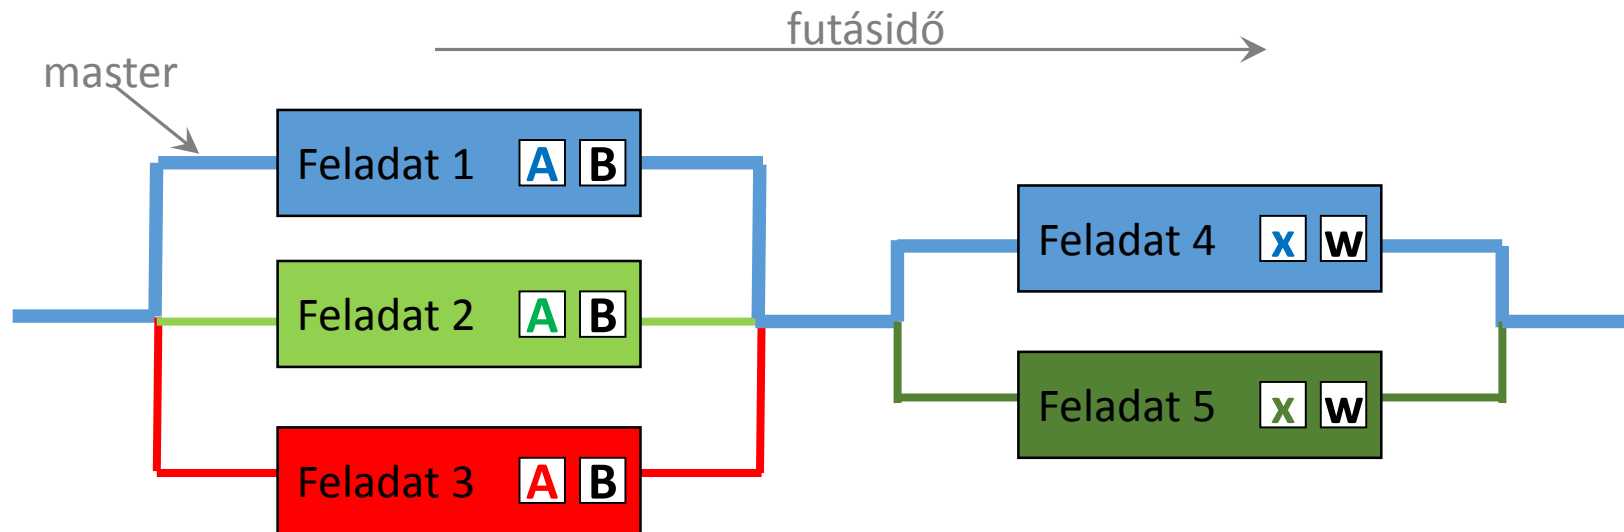 futásidő
master
Feladat 1 A B
Feladat 2 A B
Feladat 3 A B
Feladat 4 x w
Feladat 5 x w